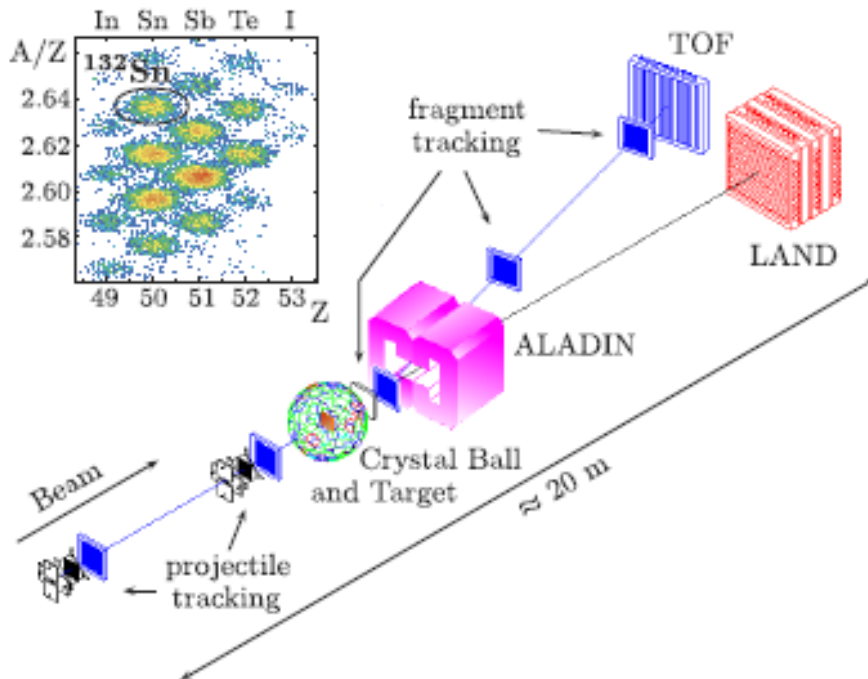 In Sn Sb Te I
A/Z
132Sn
2.64
2.62
2.60
2.58
49 50 51 52 53
Z
TOF
fragment
tracking
LAND
ALADIN
Crystal Ball
and Target
≈ 20 m
Beam
projectile
tracking